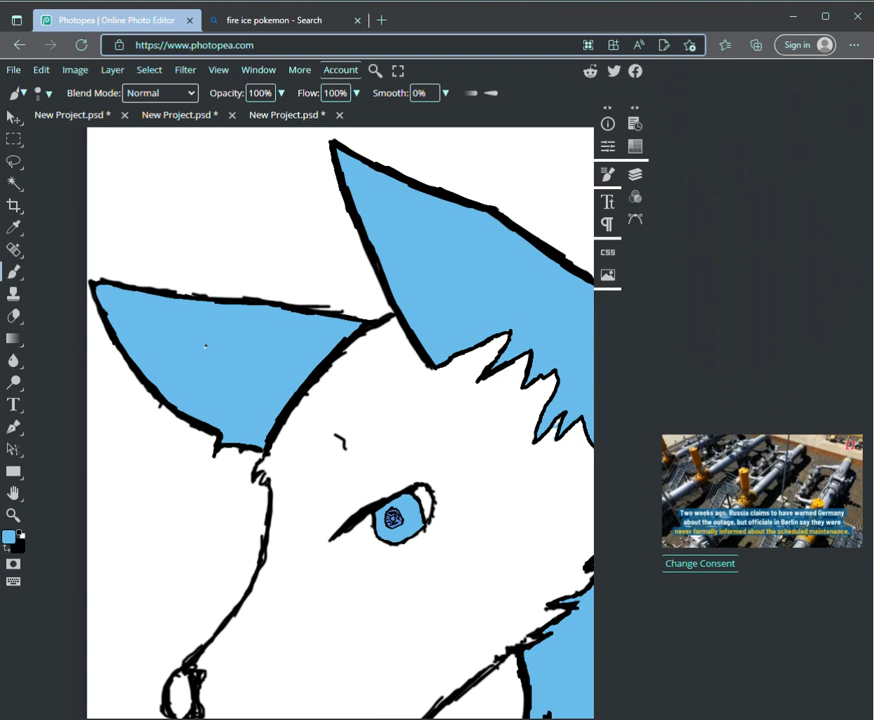 Photopea | Online Photo Editor
fire ice pokemon - Search
https://www.photopea.com
Sign in
File Edit Image Layer Select Filter View Window More Account
Blend Mode: Normal Opacity: 100% Flow: 100% Smooth: 0%
New Project.psd * New Project.psd * New Project.psd *
CSS
Two weeks ago, Russia claims to have warned Germany
about the outage, but officials in Berlin say they were
never formally informed about the scheduled maintenance.
Change Consent